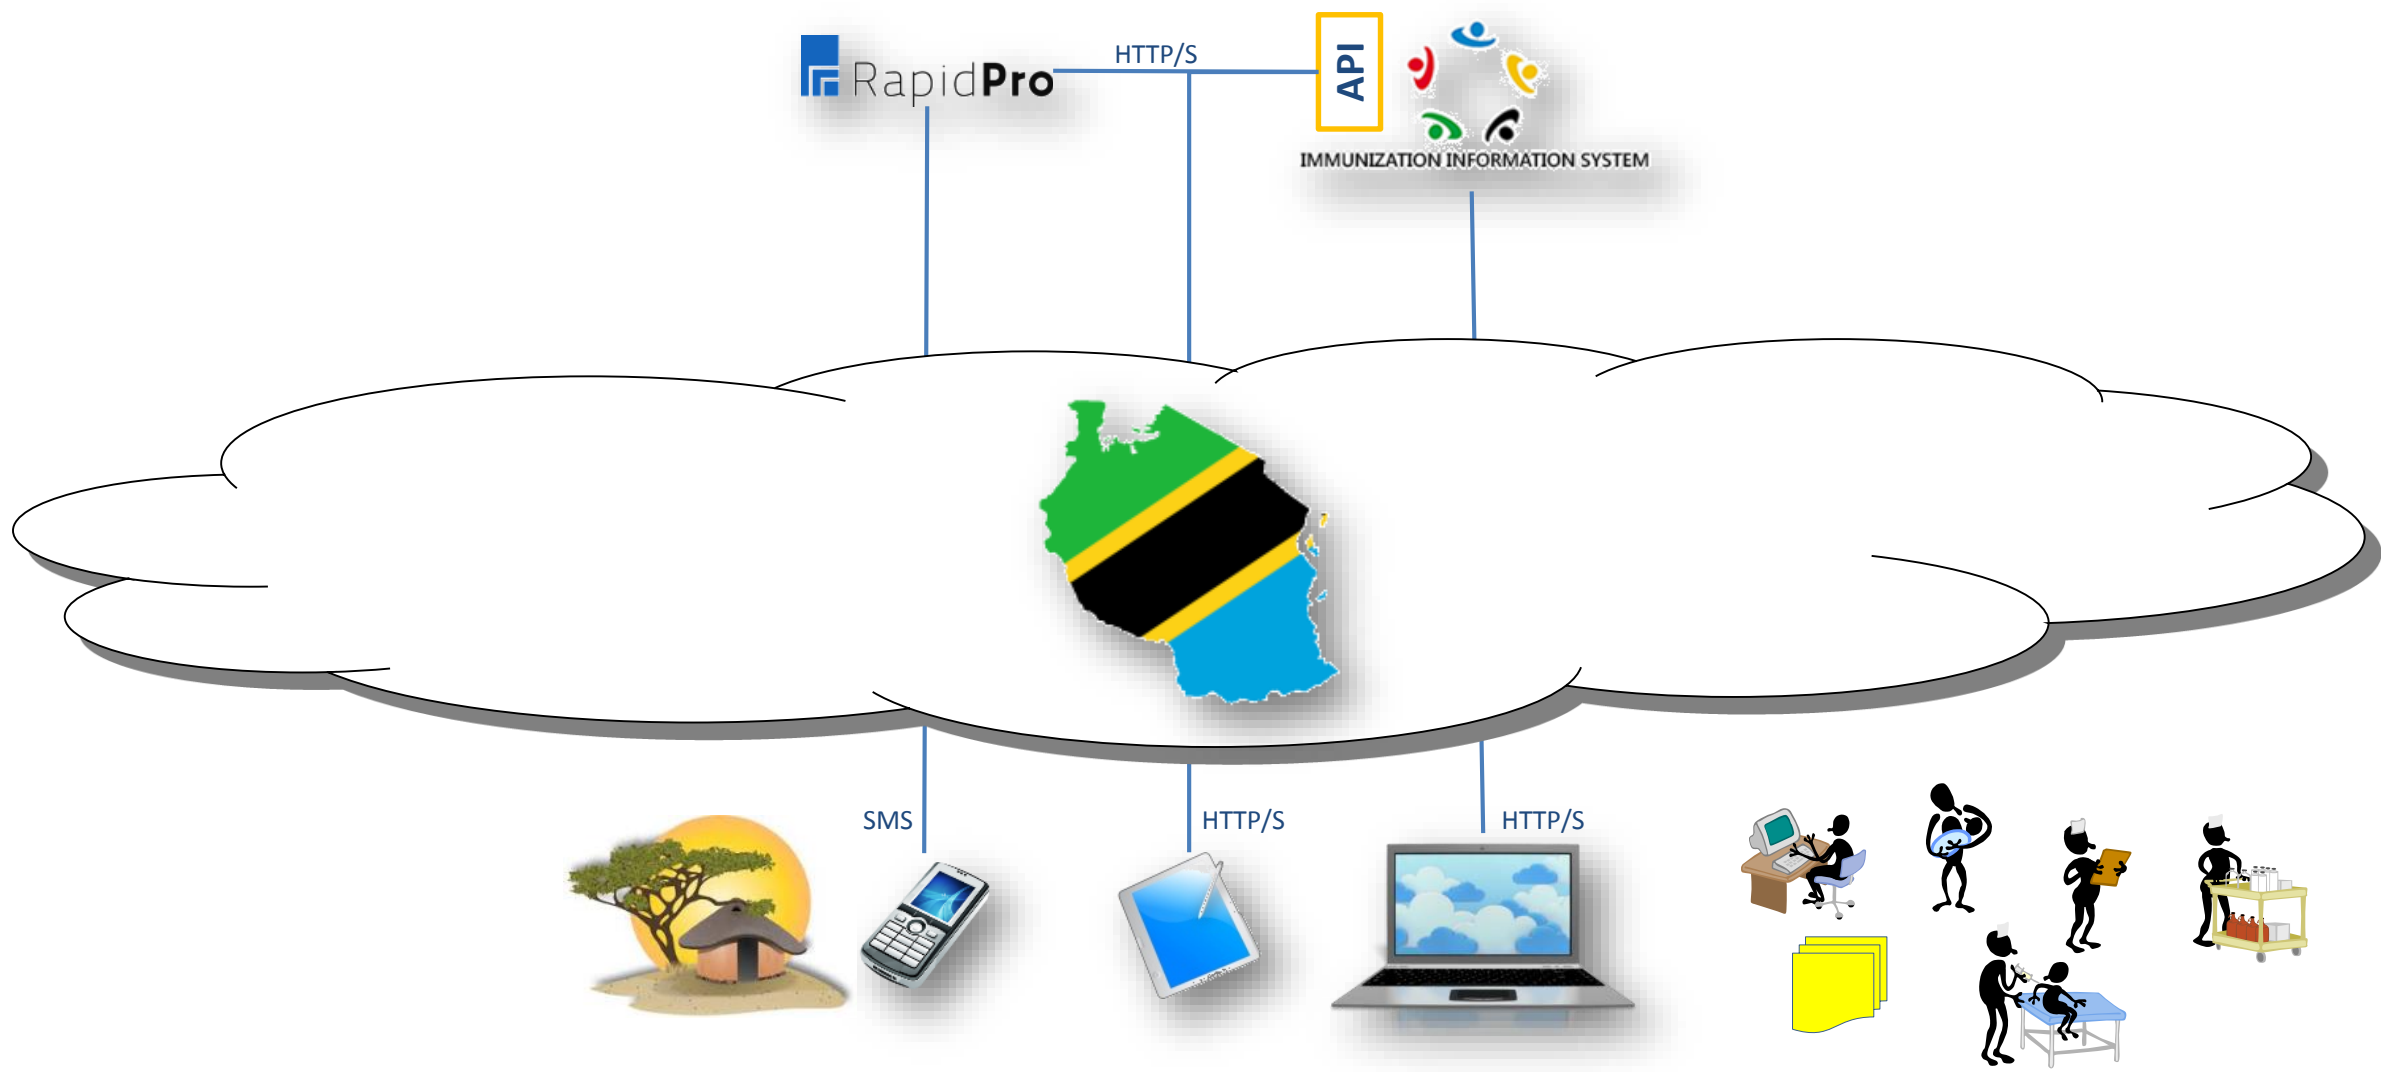 RapidPro
HTTP/S
API
IMMUNIZATION INFORMATION SYSTEM
SMS
HTTP/S
HTTP/S